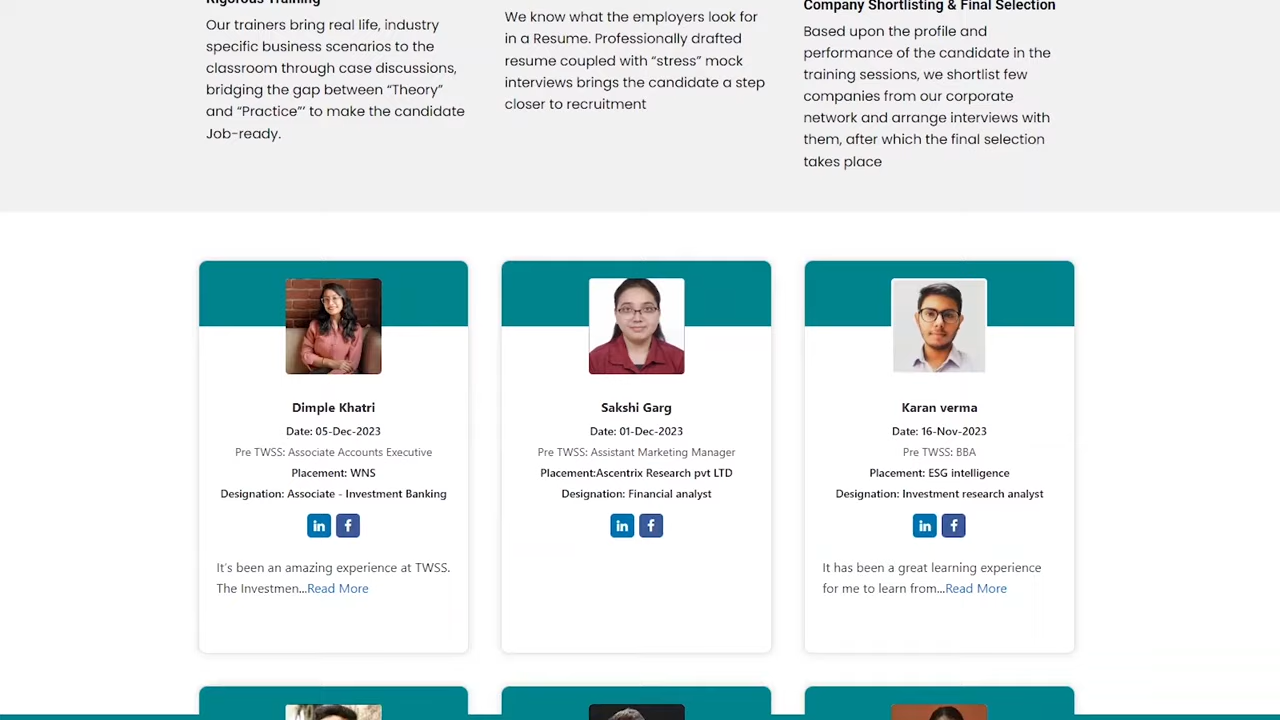 Rigorous Training
Our trainers bring real life, industry
specific business scenarios to the
classroom through case discussions,
bridging the gap between “Theory”
and “Practice”’ to make the candidate
Job-ready.
We know what the employers look for
in a Resume. Professionally drafted
resume coupled with “stress” mock
interviews brings the candidate a step
closer to recruitment
Company Shortlisting & Final Selection
Based upon the profile and
performance of the candidate in the
training sessions, we shortlist few
companies from our corporate
network and arrange interviews with
them, after which the final selection
takes place
Dimple Khatri
Date: 05-Dec-2023
Pre TWSS: Associate Accounts Executive
Placement: WNS
Designation: Associate - Investment Banking
in f
It’s been an amazing experience at TWSS.
The Investmen...Read More
Sakshi Garg
Date: 01-Dec-2023
Pre TWSS: Assistant Marketing Manager
Placement:Ascentrix Research pvt LTD
Designation: Financial analyst
in f
Karan verma
Date: 16-Nov-2023
Pre TWSS: BBA
Placement: ESG intelligence
Designation: Investment research analyst
in f
It has been a great learning experience
for me to learn from...Read More